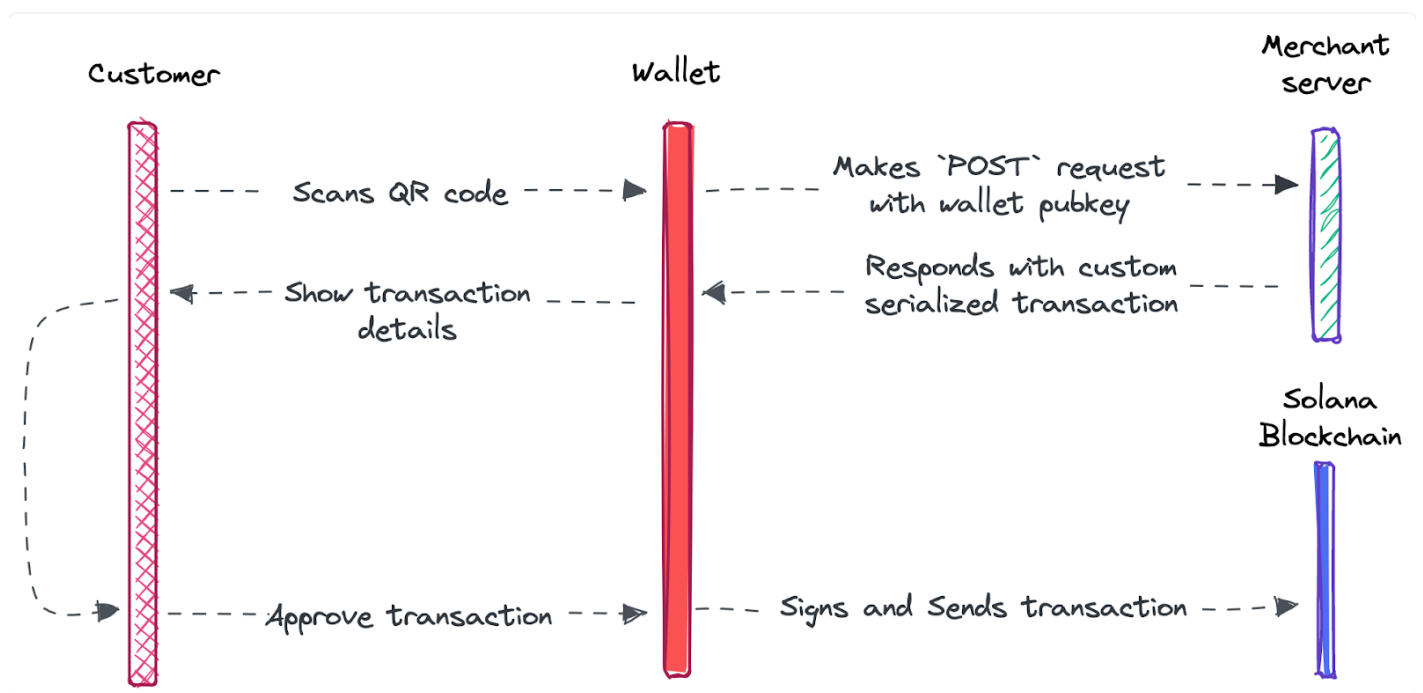 Customer
Wallet
Merchant
server
Scans QR code
Makes `POST` request
with wallet pubkey
Show transaction
details
Responds with custom
serialized transaction
Solana
Blockchain
Approve transaction
Signs and Sends transaction